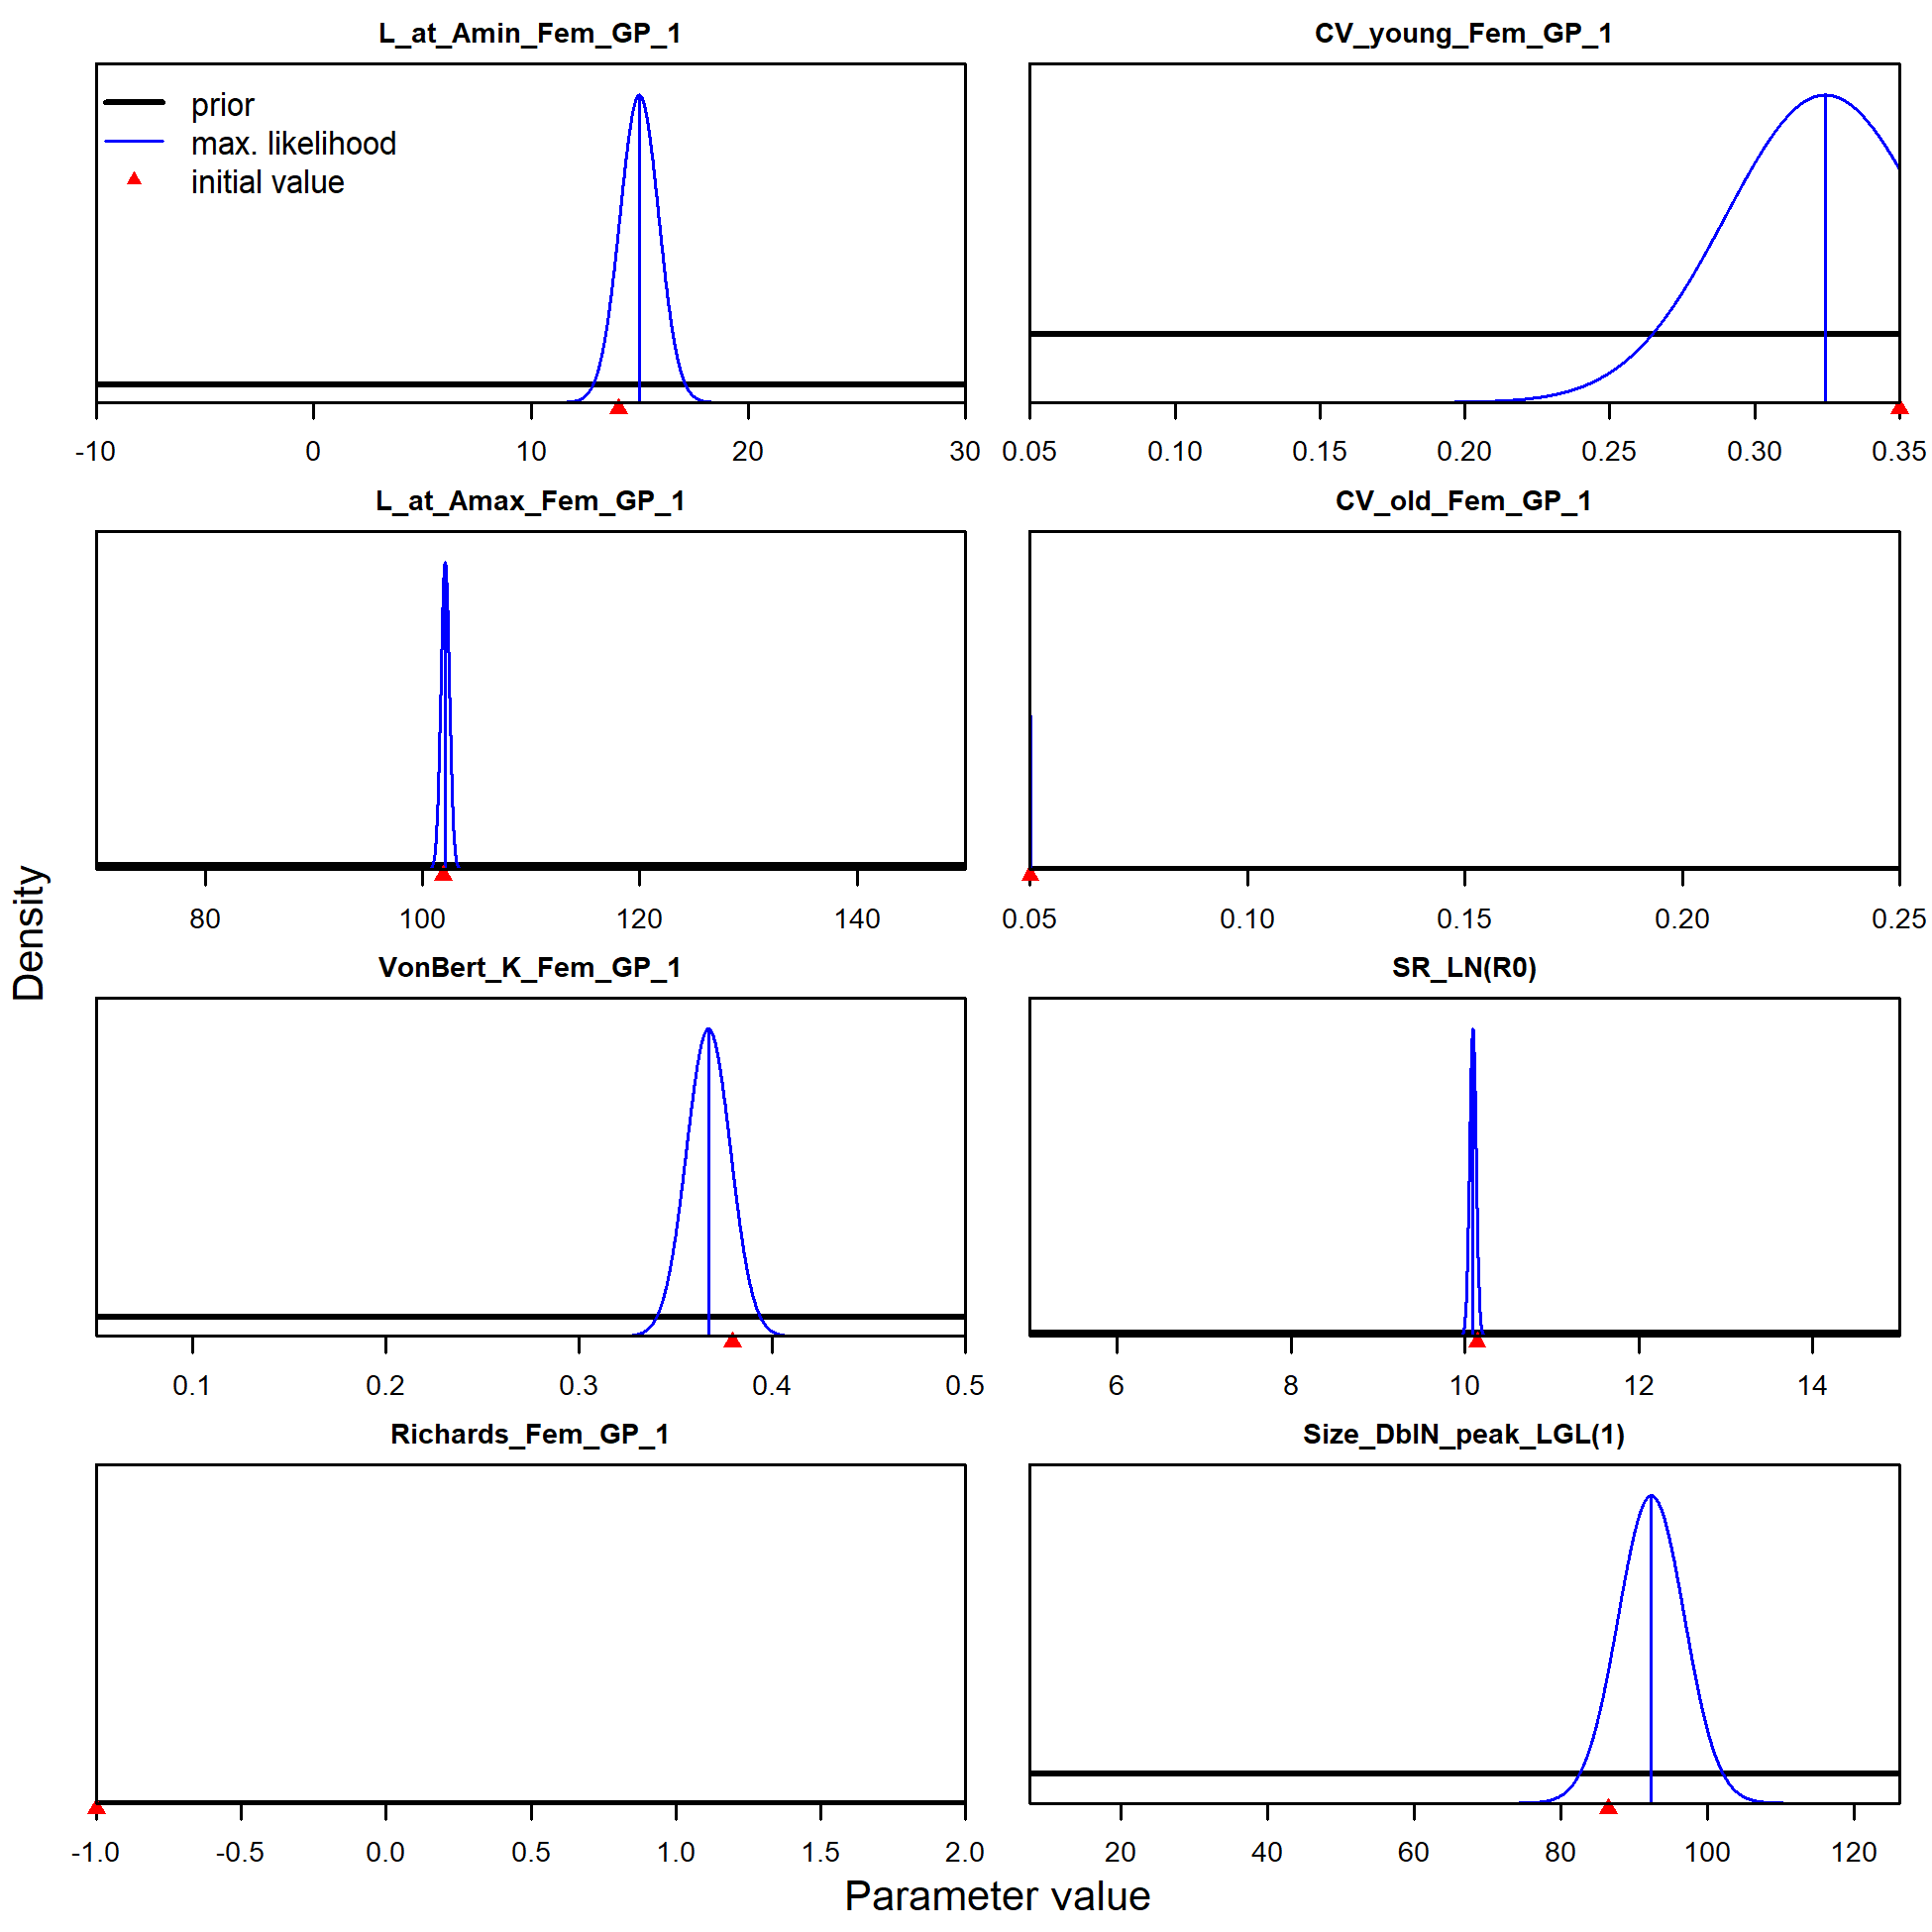 L_at_Amin_Fem_GP_1
prior
max. likelihood
initial value
-10 0 10 20 30
CV_young_Fem_GP_1
0.05 0.10 0.15 0.20 0.25 0.30 0.35
L_at_Amax_Fem_GP_1
80 100 120 140
CV_old_Fem_GP_1
0.05 0.10 0.15 0.20 0.25
VonBert_K_Fem_GP_1
0.1 0.2 0.3 0.4 0.5
SR_LN(R0)
6 8 10 12 14
Richards_Fem_GP_1
-1.0 -0.5 0.0 0.5 1.0 1.5 2.0
Size_DblN_peak_LGL(1)
20 40 60 80 100 120
Density
Parameter value